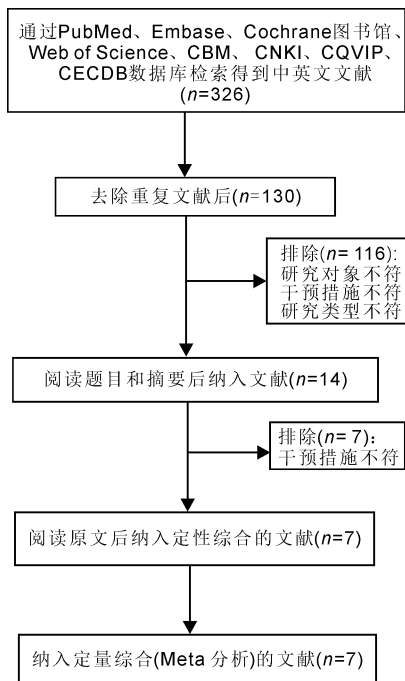 通过PubMed、Embase、Cochrane图书馆、
Web of Science、CBM、 CNKI、CQVIP、
CECDB数据库检索得到中英文文献
(n=326)
去除重复文献后(n=130)
排除(n= 116):
研究对象不符
干预措施不符
研究类型不符
阅读题目和摘要后纳入文献(n=14)
排除(n= 7)：
干预措施不符
阅读原文后纳入定性综合的文献(n=7)
纳入定量综合(Meta 分析)的文献(n=7)